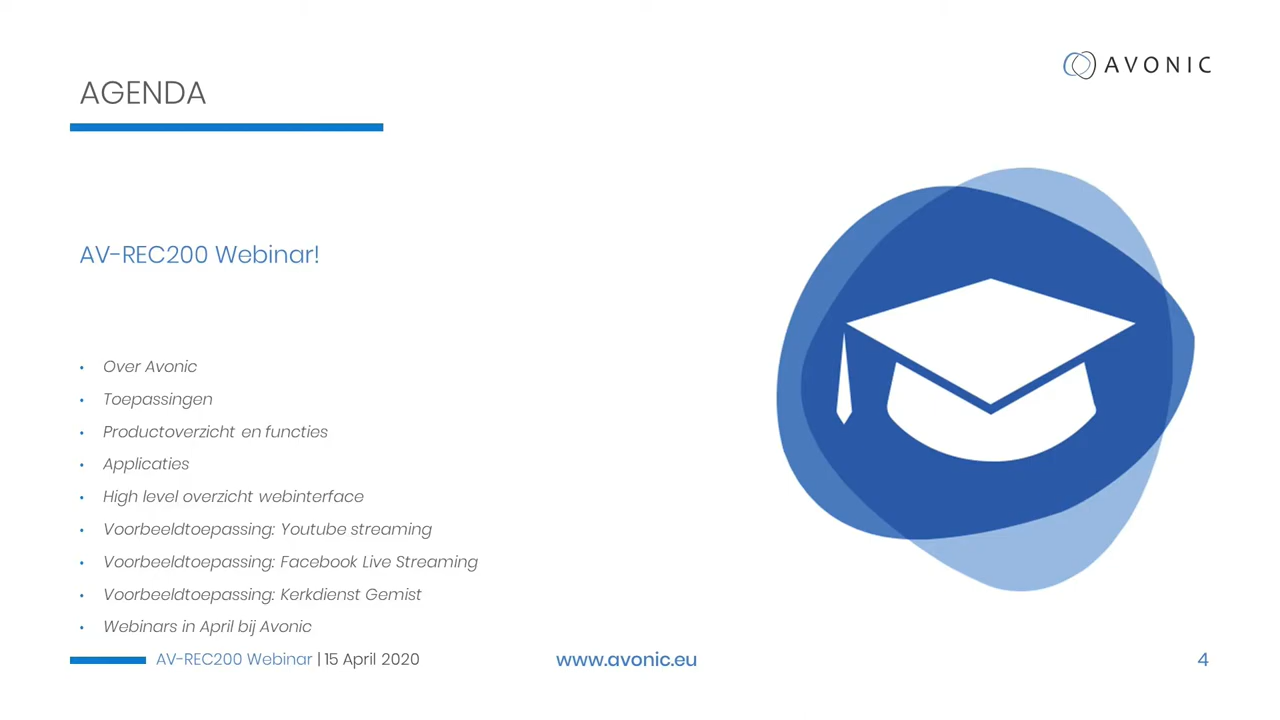 AVONIC
AGENDA
AV-REC200 Webinar!
• Over Avonic
• Toepassingen
• Productoverzicht en functies
• Applicaties
• High level overzicht webinterface
• Voorbeeldtoepassing: Youtube streaming
• Voorbeeldtoepassing: Facebook Live Streaming
• Voorbeeldtoepassing: Kerkdienst Gemist
• Webinars in April bij Avonic
AV-REC200 Webinar | 15 April 2020
www.avonic.eu
4